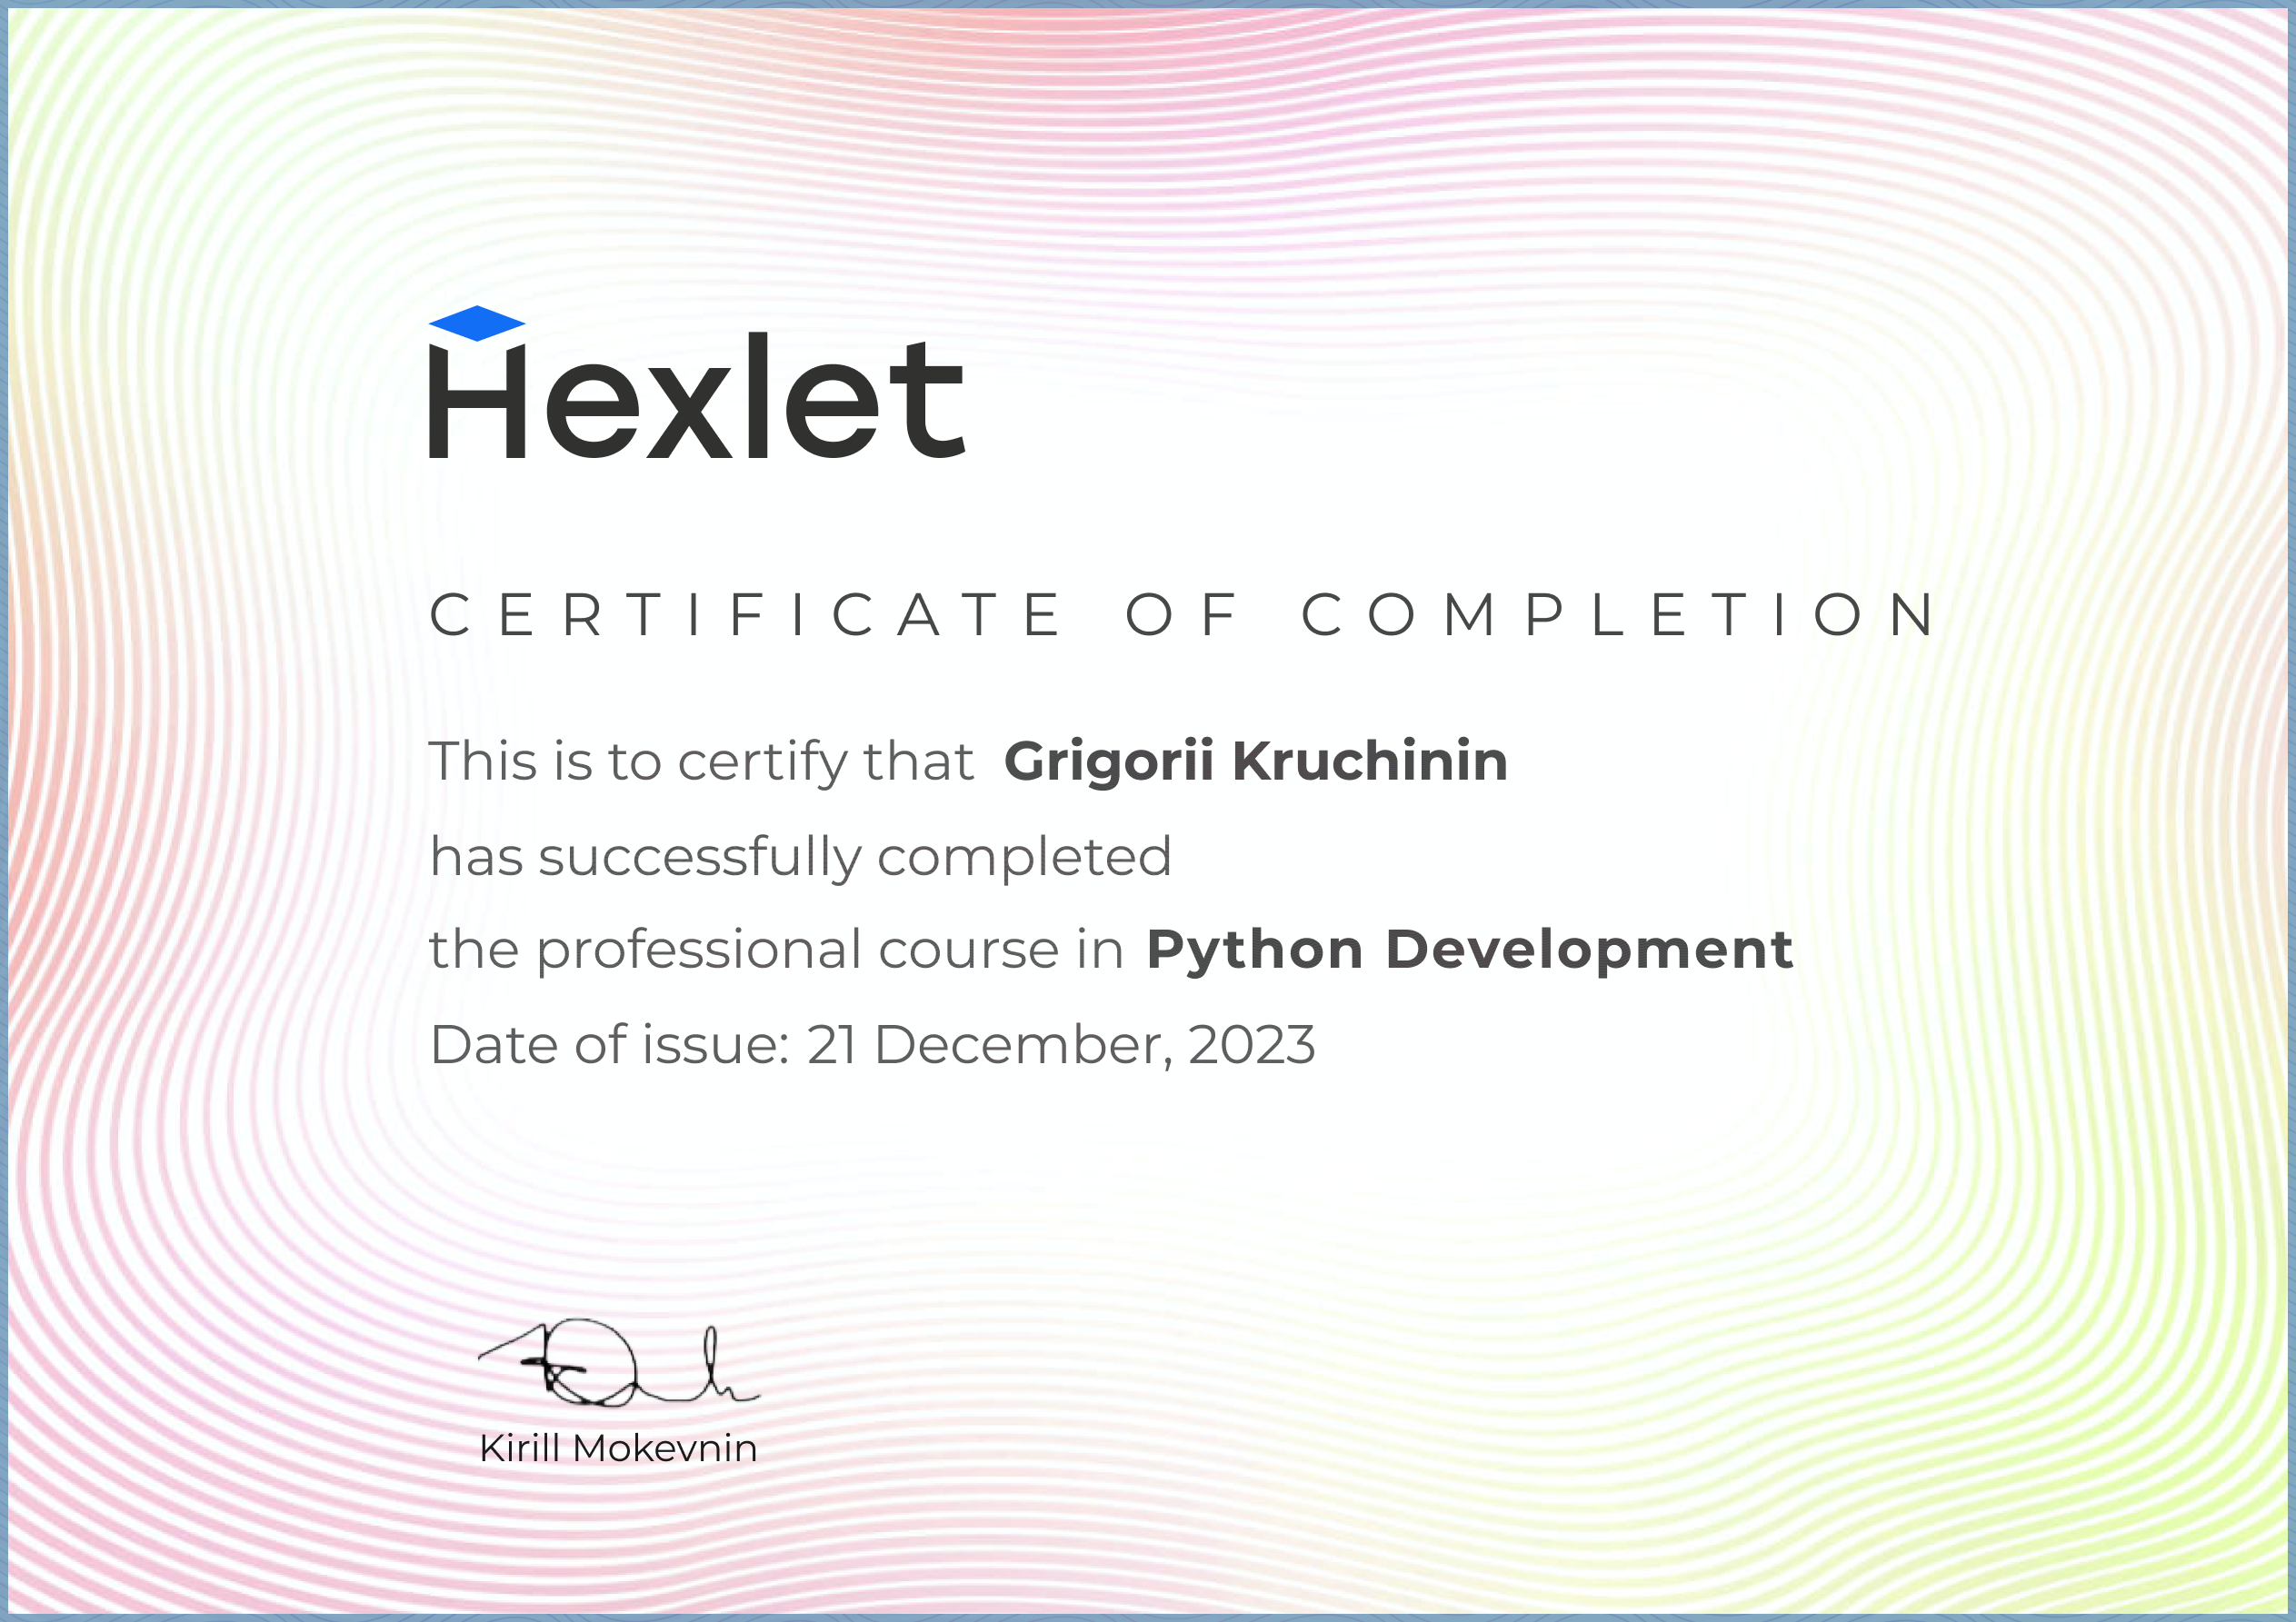 Hexlet
CERTIFICATE OF COMPLETION
This is to certify that Grigorii Kruchinin
has successfully completed
the professional course in Python Development
Date of issue: 21 December, 2023
Kirill Mokevnin